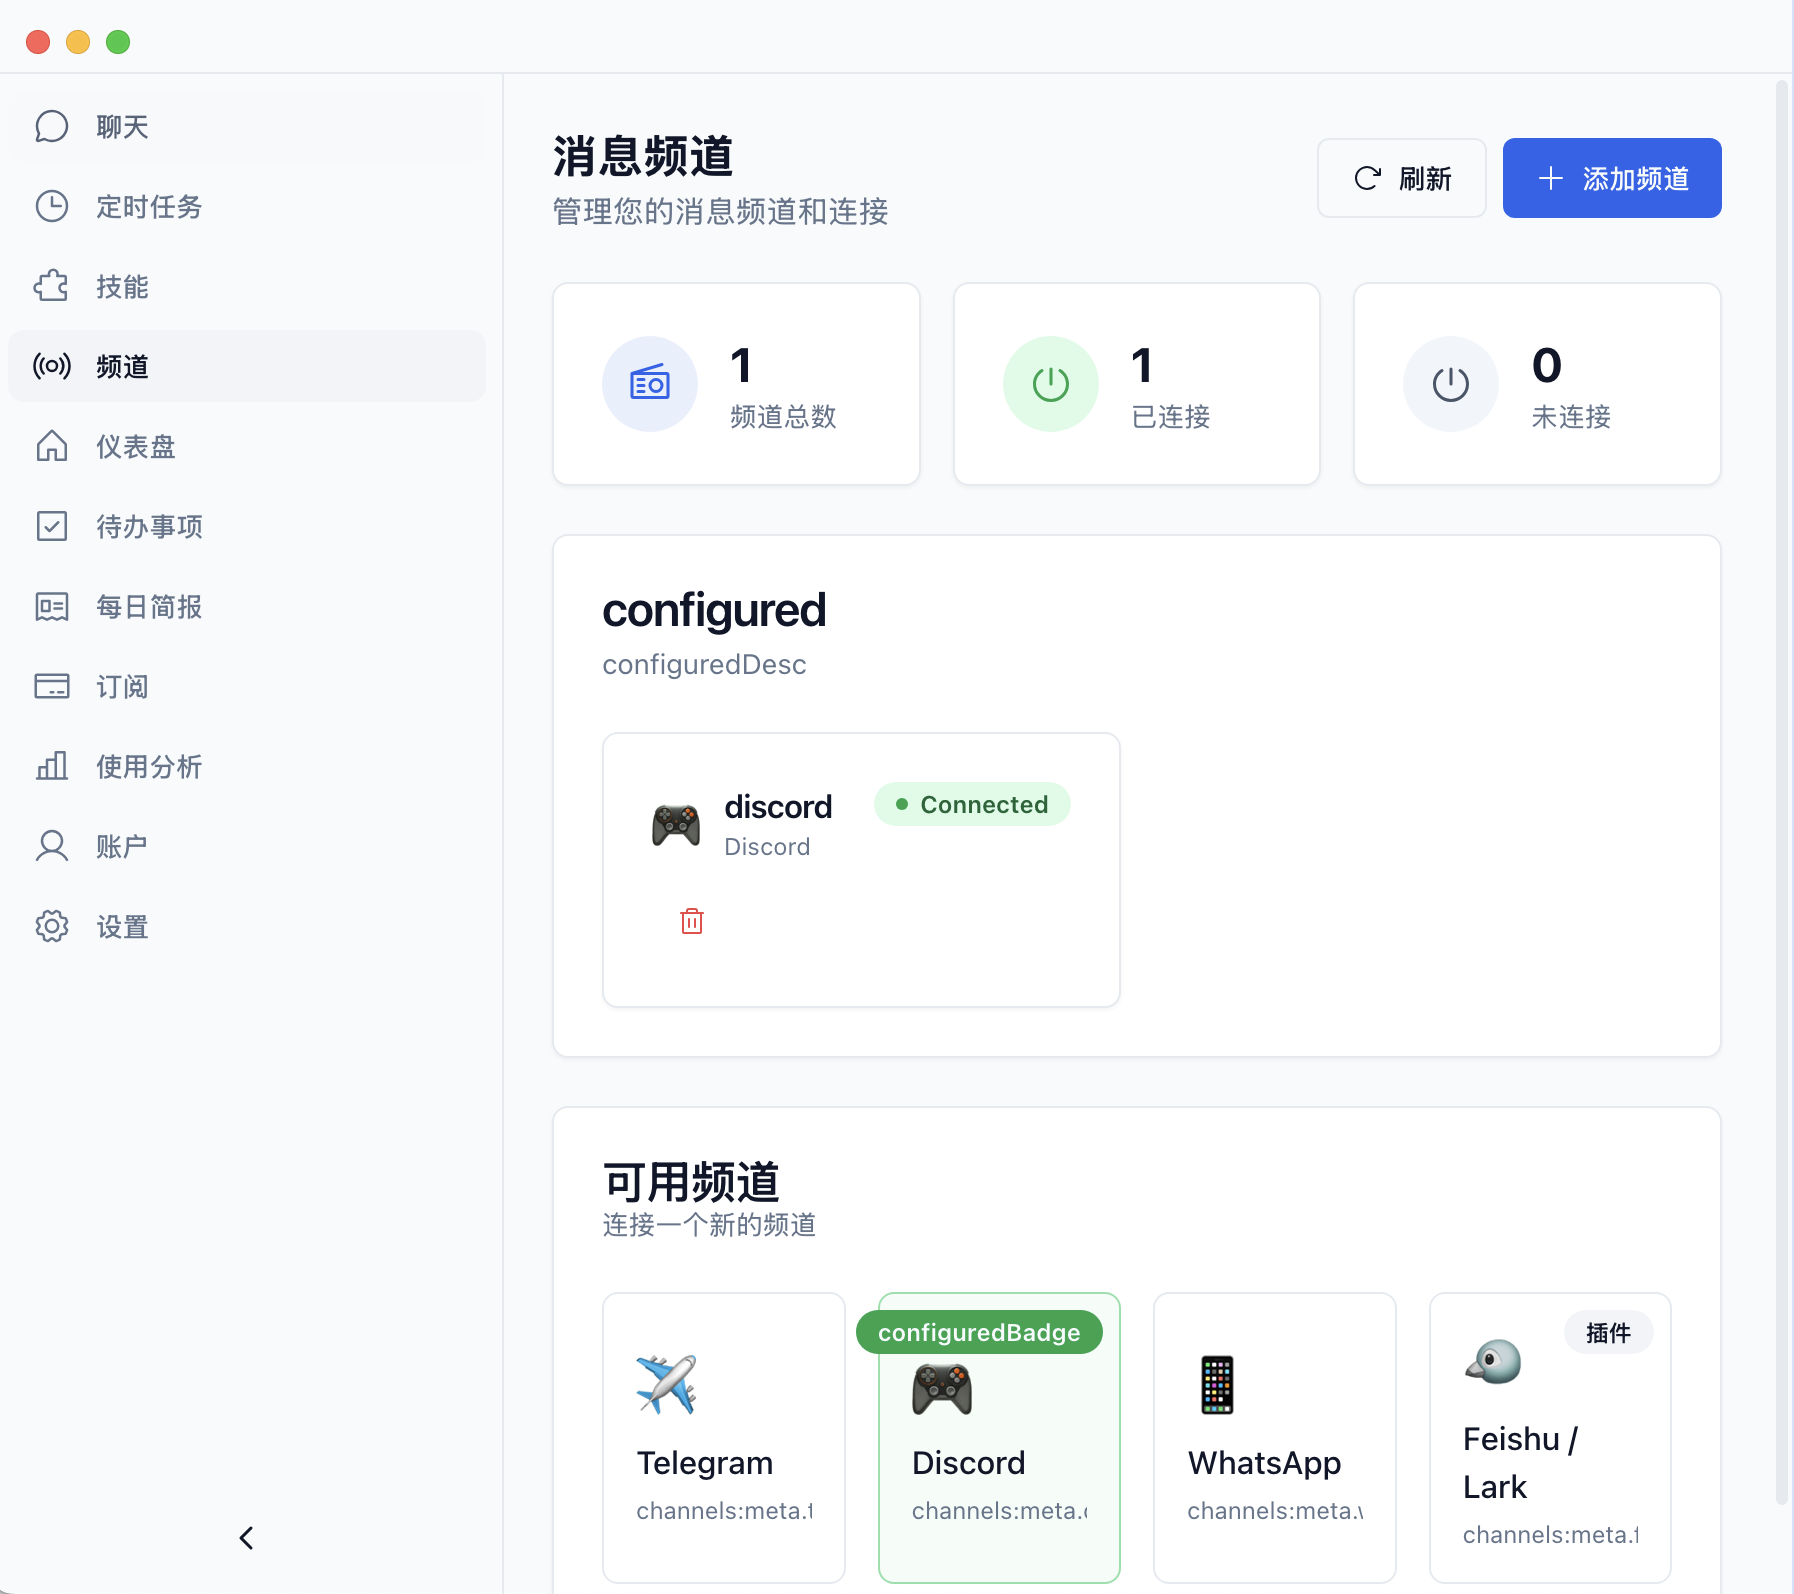 聊天
定时任务
技能
频道
仪表盘
待办事项
每日简报
订阅
使用分析
账户
设置
消息频道
管理您的消息频道和连接
刷新
添加频道
1
频道总数
1
已连接
0
未连接
configured
configuredDesc
discord
Connected
Discord
可用频道
连接一个新的频道
Telegram
channels:meta.t
configuredBadge
Discord
channels:meta.
WhatsApp
channels:meta.
插件
Feishu /
Lark
channels:meta.f